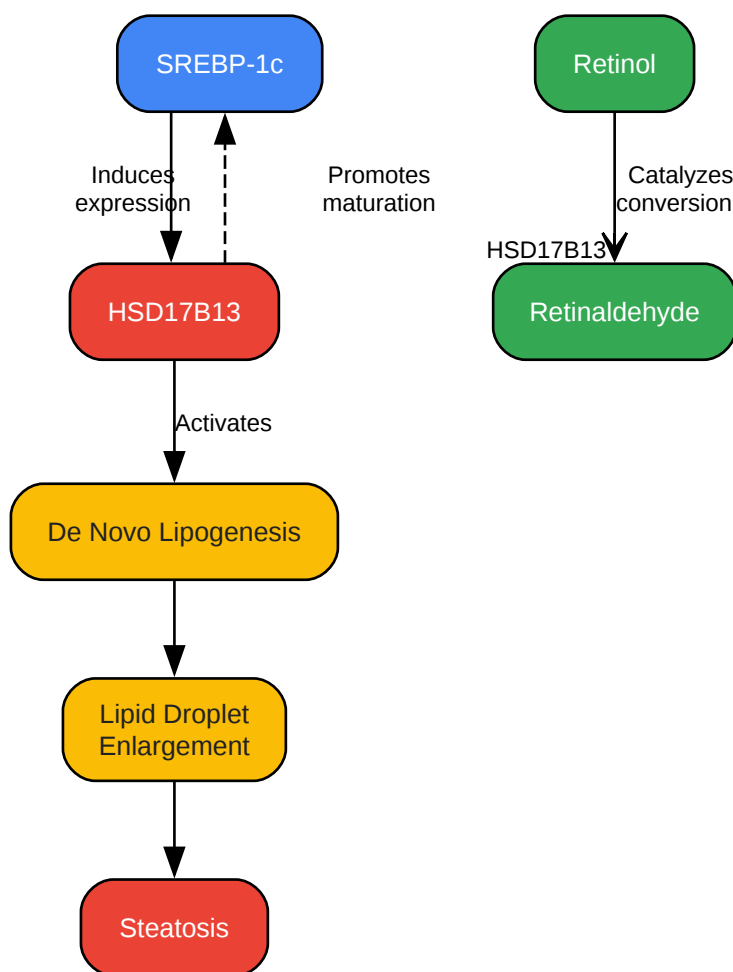 SREBP-1c
Retinol
Induces
expression
Promotes
maturation
Catalyzes
conversion
HSD17B13
HSD17B13
Retinaldehyde
Activates
De Novo Lipogenesis
Lipid Droplet
Enlargement
Steatosis